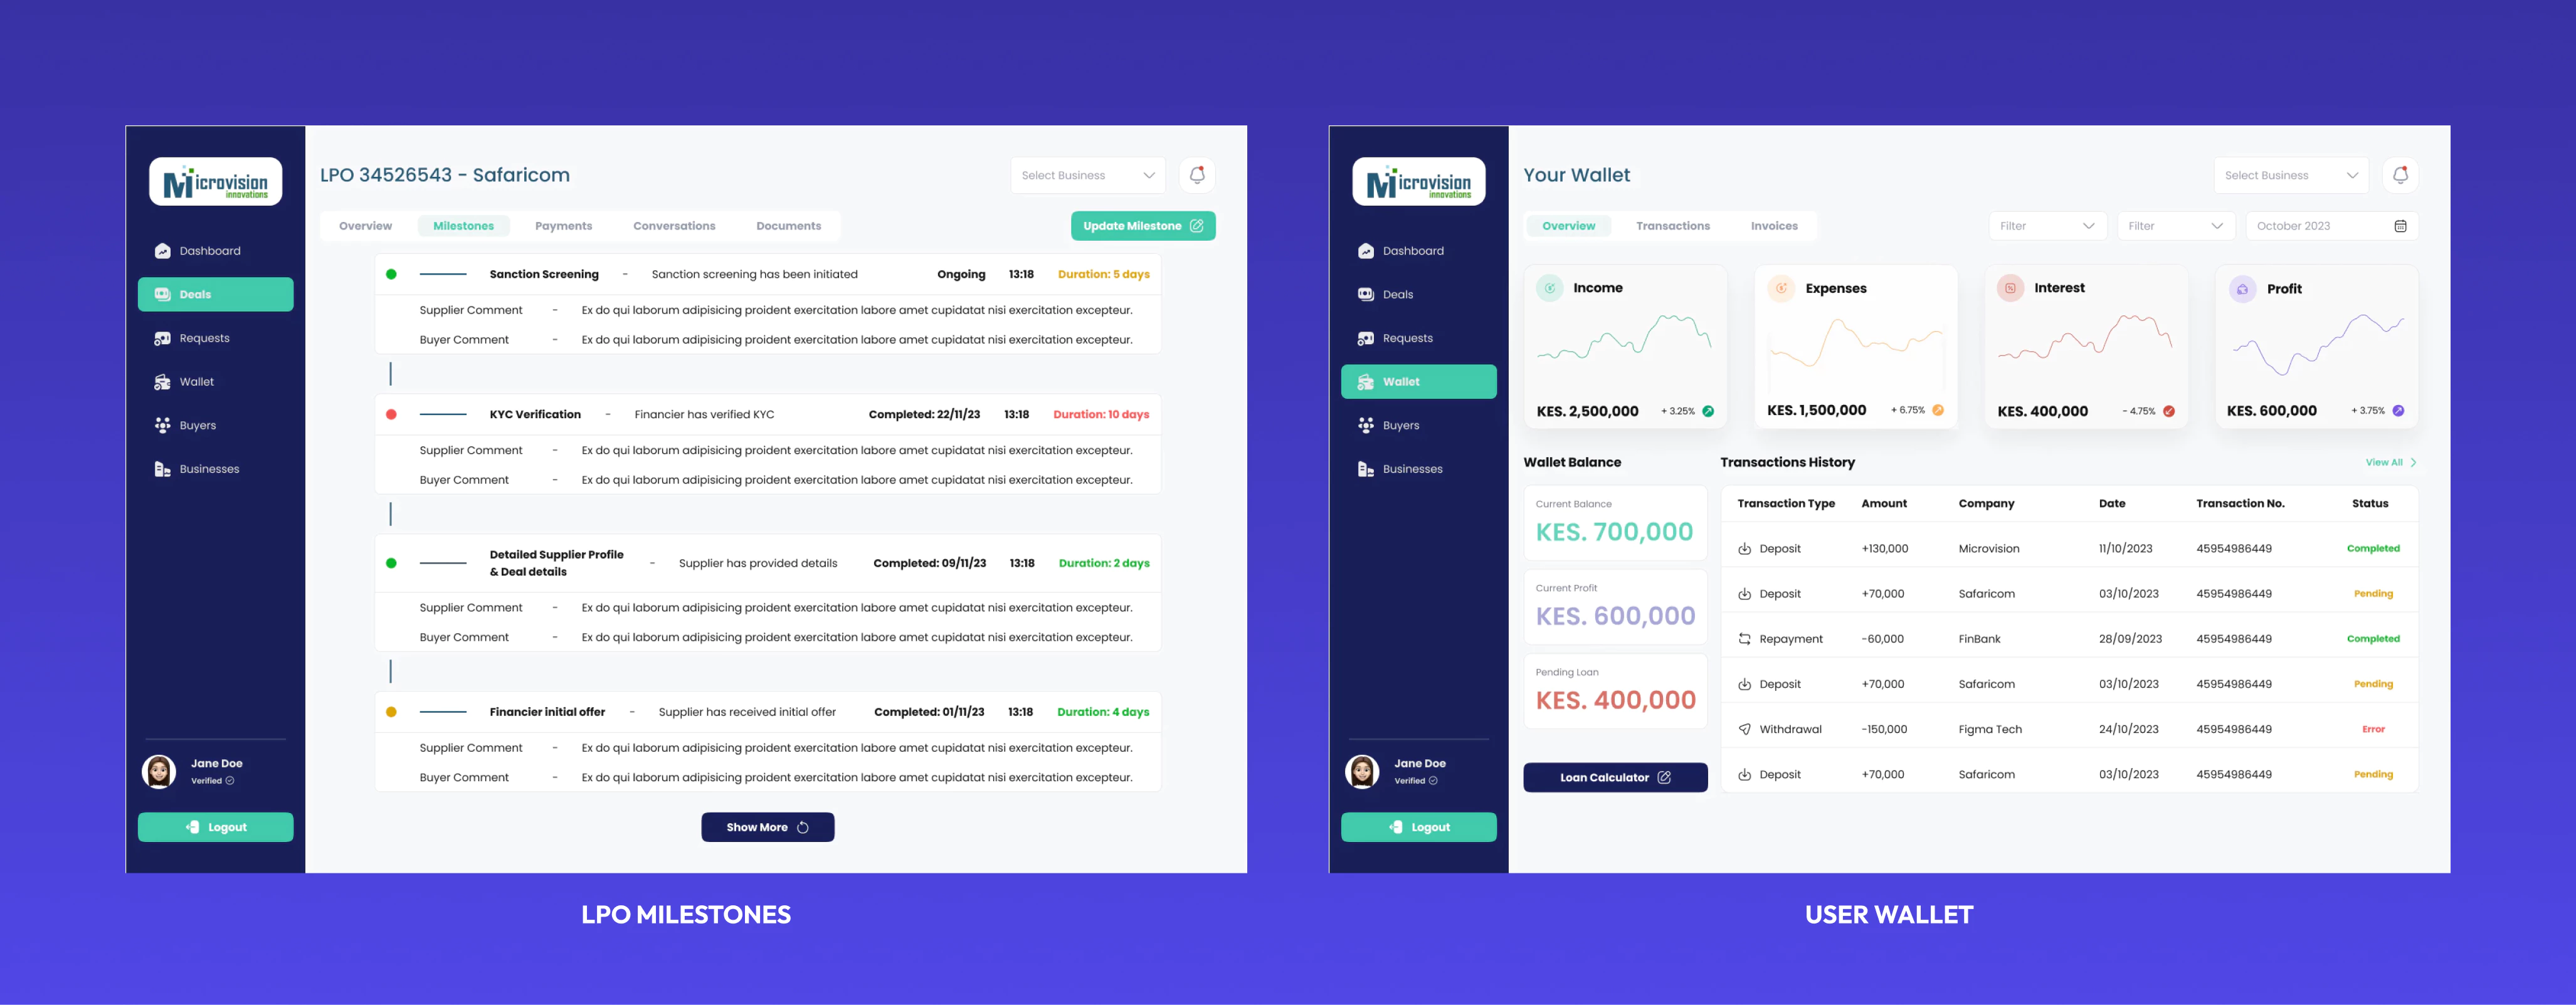 Microvision
innovations
Dashboard
Deals
Requests
Wallet
Buyers
Businesses
Jane Doe
Verified
Logout
LPO 34526543 - Safaricom
Select Business
Overview Milestones Payments Conversations Documents
Update Milestone
Sanction Screening - Sanction screening has been initiated Ongoing 13:18 Duration: 5 days
Supplier Comment - Ex do qui laborum adipisicing proident exercitation labore amet cupidatat nisi exercitation excepteur.
Buyer Comment - Ex do qui laborum adipisicing proident exercitation labore amet cupidatat nisi exercitation excepteur.
KYC Verification - Financier has verified KYC Completed: 22/11/23 13:18 Duration: 10 days
Supplier Comment - Ex do qui laborum adipisicing proident exercitation labore amet cupidatat nisi exercitation excepteur.
Buyer Comment - Ex do qui laborum adipisicing proident exercitation labore amet cupidatat nisi exercitation excepteur.
Detailed Supplier Profile
& Deal details - Supplier has provided details Completed: 09/11/23 13:18 Duration: 2 days
Supplier Comment - Ex do qui laborum adipisicing proident exercitation labore amet cupidatat nisi exercitation excepteur.
Buyer Comment - Ex do qui laborum adipisicing proident exercitation labore amet cupidatat nisi exercitation excepteur.
Financier initial offer - Supplier has received initial offer Completed: 01/11/23 13:18 Duration: 4 days
Supplier Comment - Ex do qui laborum adipisicing proident exercitation labore amet cupidatat nisi exercitation excepteur.
Buyer Comment - Ex do qui laborum adipisicing proident exercitation labore amet cupidatat nisi exercitation excepteur.
Show More
LPO MILESTONES
Microvision
innovations
Dashboard
Deals
Requests
Wallet
Buyers
Businesses
Jane Doe
Verified
Logout
Your Wallet
Select Business
Overview Transactions Invoices
Filter Filter October 2023
Income
KES. 2,500,000 + 3.25%
Expenses
KES. 1,500,000 + 6.75%
Interest
KES. 400,000 - 4.75%
Profit
KES. 600,000 + 3.75%
Wallet Balance
Current Balance
KES. 700,000
Current Profit
KES. 600,000
Pending Loan
KES. 400,000
Loan Calculator
Transactions History
View All
Transaction Type Amount Company Date Transaction No. Status
Deposit +130,000 Microvision 11/10/2023 45954986449 Completed
Deposit +70,000 Safaricom 03/10/2023 45954986449 Pending
Repayment -60,000 FinBank 28/09/2023 45954986449 Completed
Deposit +70,000 Safaricom 03/10/2023 45954986449 Pending
Withdrawal -150,000 Figma Tech 24/10/2023 45954986449 Error
Deposit +70,000 Safaricom 03/10/2023 45954986449 Pending
USER WALLET